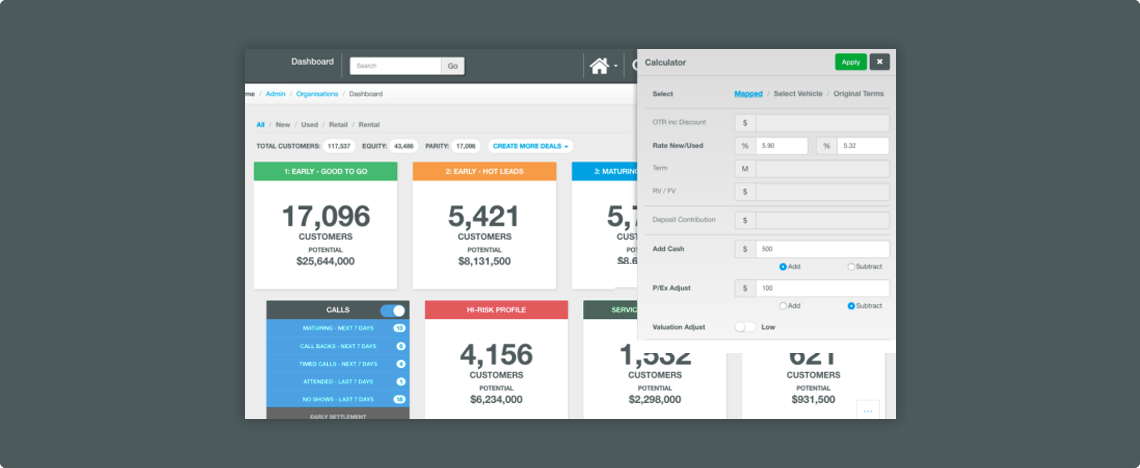 Dashboard
Search
Go
me / Admin / Organisations / Dashboard
All / New / Used / Retail / Rental
TOTAL CUSTOMERS: 117,537 EQUITY: 43,486 PARITY: 17,096 CREATE MORE DEALS
1: EARLY - GOOD TO GO
17,096
CUSTOMERS
POTENTIAL
$25,644,000
2: EARLY - HOT LEADS
5,421
CUSTOMERS
POTENTIAL
$8,131,500
3: MATURING
5,7
CUST
POT
$8.6
CALLS
MATURING - NEXT 7 DAYS 13
CALL BACKS - NEXT 7 DAYS 6
TIMED CALLS - NEXT 7 DAYS 4
ATTENDED - LAST 7 DAYS 1
NO SHOWS - LAST 7 DAYS 18
EARLY SETTLEMENT
HI-RISK PROFILE
4,156
CUSTOMERS
POTENTIAL
$6,234,000
SERVIC
1,532
CUSTOMERS
POTENTIAL
$2,298,000
621
CUSTOMERS
POTENTIAL
$931,500
...
Calculator
Apply
Select Mapped / Select Vehicle / Original Terms
OTR inc Discount $
Rate New/Used % 5.90 % 5.32
Term M
RV / FV $
Deposit Contribution $
Add Cash $ 500
Add Subtract
P/Ex Adjust $ 100
Add Subtract
Valuation Adjust Low